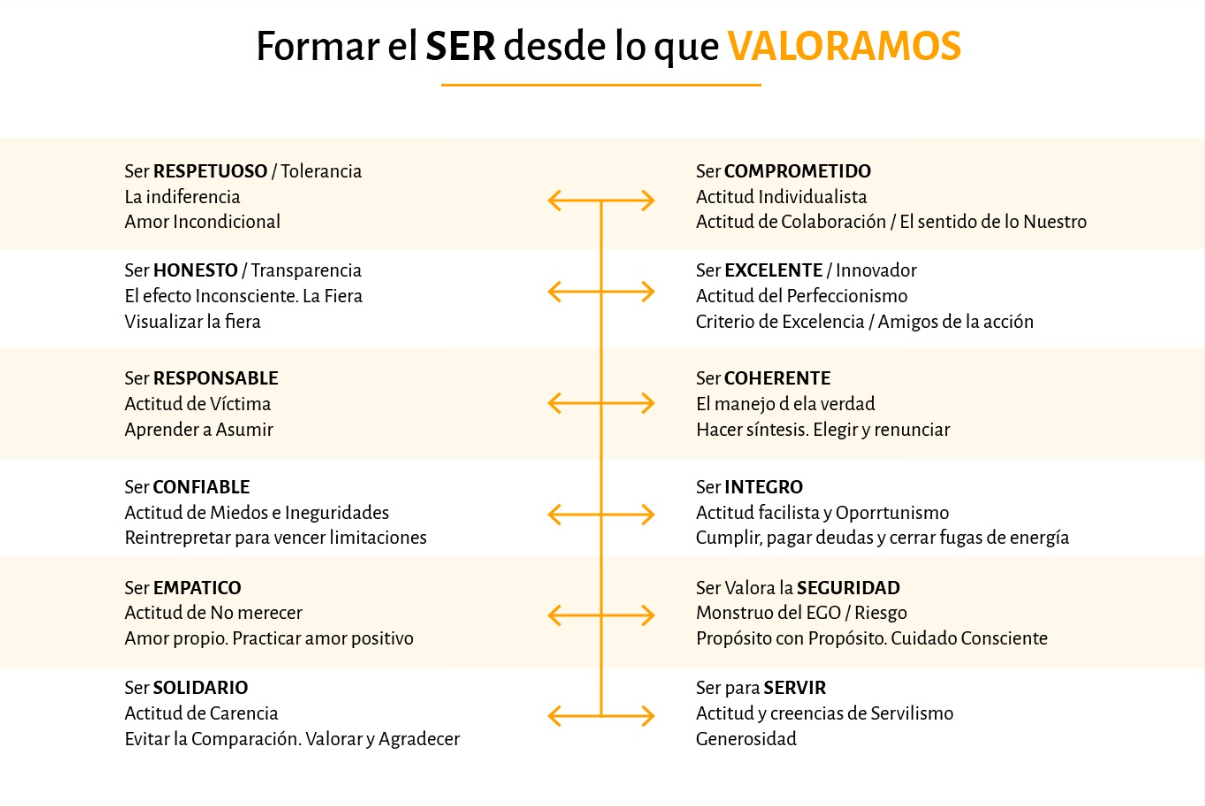 Formar el SER desde lo que VALORAMOS
Ser RESPETUOSO / Tolerancia
La indiferencia
Amor Incondicional
Ser COMPROMETIDO
Actitud Individualista
Actitud de Colaboración / El sentido de lo Nuestro
Ser HONESTO / Transparencia
El efecto Inconsciente. La Fiera
Visualizar la fiera
Ser EXCELENTE / Innovador
Actitud del Perfeccionismo
Criterio de Excelencia / Amigos de la acción
Ser RESPONSABLE
Actitud de Víctima
Aprender a Asumir
Ser COHERENTE
El manejo d ela verdad
Hacer síntesis. Elegir y renunciar
Ser CONFIABLE
Actitud de Miedos e Ineguridades
Reintrepretar para vencer limitaciones
Ser INTEGRO
Actitud facilista y Oporrtunismo
Cumplir, pagar deudas y cerrar fugas de energía
Ser EMPATICO
Actitud de No merecer
Amor propio. Practicar amor positivo
Ser Valora la SEGURIDAD
Monstruo del EGO / Riesgo
Propósito con Propósito. Cuidado Consciente
Ser SOLIDARIO
Actitud de Carencia
Evitar la Comparación. Valorar y Agradecer
Ser para SERVIR
Actitud y creencias de Servilismo
Generosidad